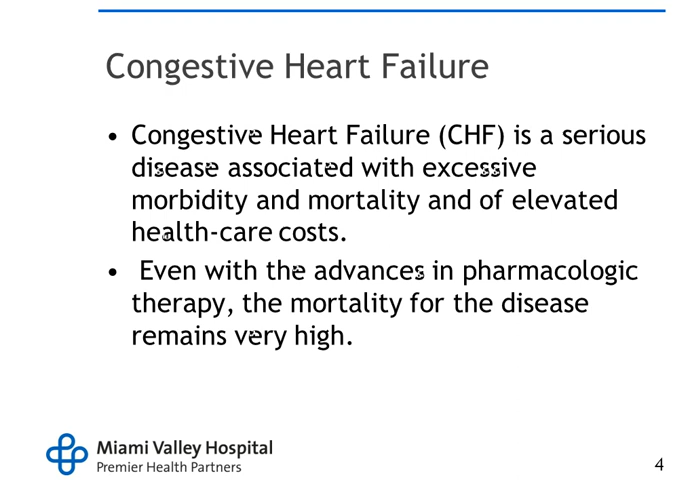 Congestive Heart Failure
• Congestive Heart Failure (CHF) is a serious
disease associated with excessive
morbidity and mortality and of elevated
health-care costs.
• Even with the advances in pharmacologic
therapy, the mortality for the disease
remains very high.
Miami Valley Hospital
Premier Health Partners
4